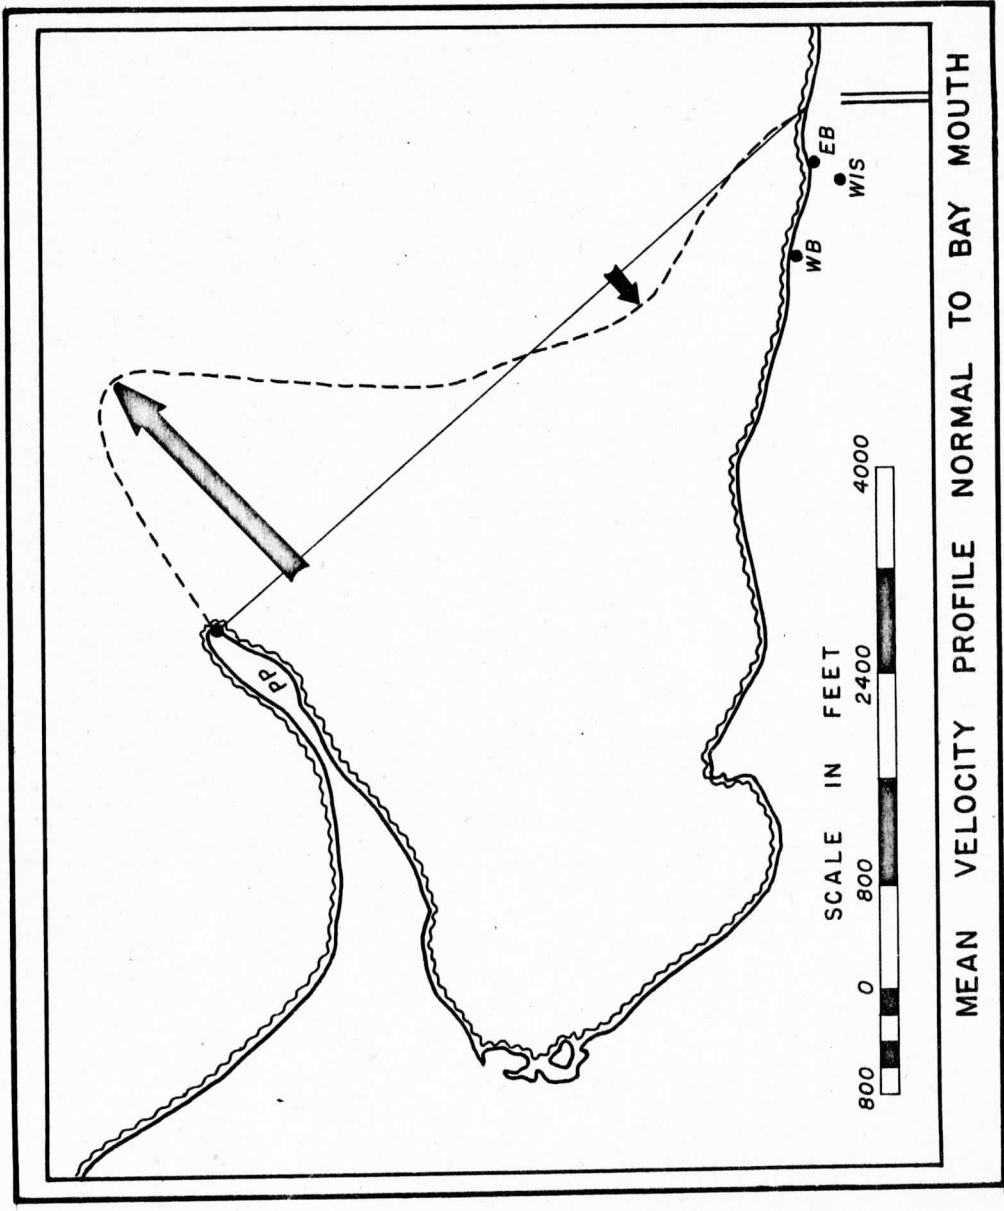 PP
EB
WIS
WB
SCALE IN FEET
800 0 800 2400 4000
MEAN VELOCITY PROFILE NORMAL TO BAY MOUTH